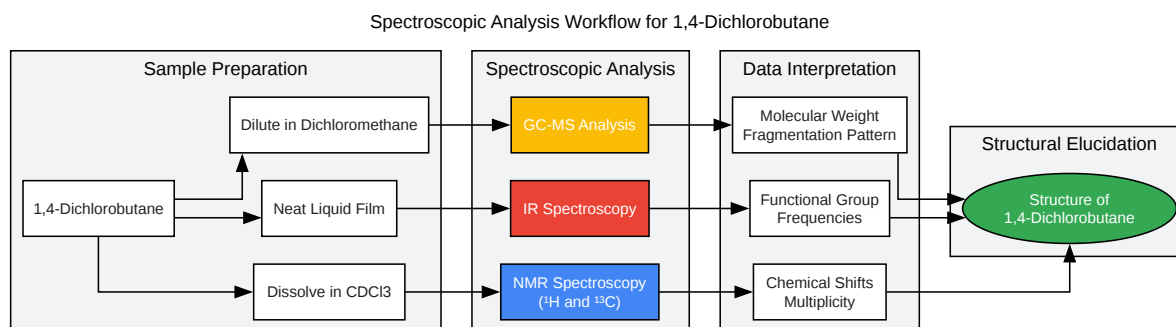 Spectroscopic Analysis Workflow for 1,4-Dichlorobutane
Sample Preparation
Spectroscopic Analysis
Data Interpretation
Structural Elucidation
Dilute in Dichloromethane
GC-MS Analysis
Molecular Weight
Fragmentation Pattern
1,4-Dichlorobutane
Neat Liquid Film
IR Spectroscopy
Functional Group
Frequencies
Structure of
1,4-Dichlorobutane
Dissolve in CDCl3
NMR Spectroscopy
(¹H and ¹³C)
Chemical Shifts
Multiplicity